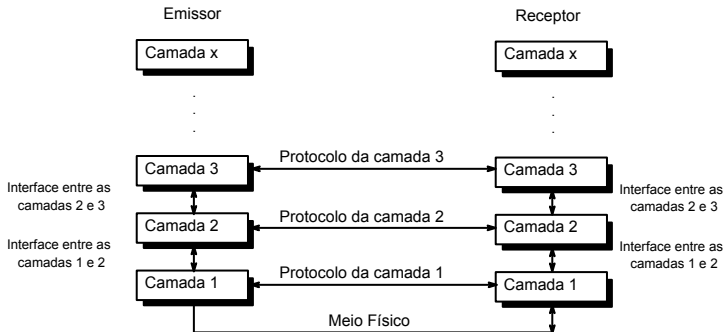 Emissor
Receptor
Camada x
Camada x
.
.
.
.
.
.
Camada 3
Protocolo da camada 3
Camada 3
Interface entre as
camadas 2 e 3
Interface entre as
camadas 2 e 3
Camada 2
Protocolo da camada 2
Camada 2
Interface entre as
camadas 1 e 2
Interface entre as
camadas 1 e 2
Camada 1
Protocolo da camada 1
Camada 1
Meio Físico